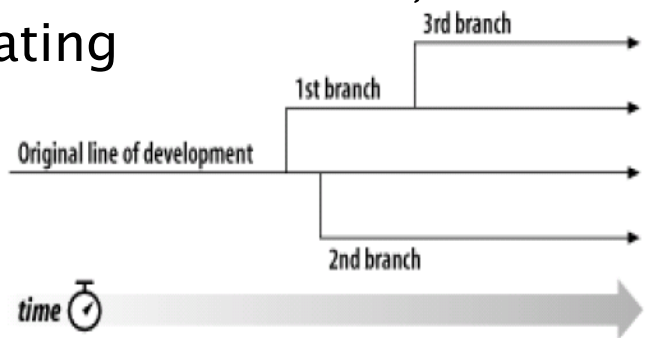 ating
3rd branch
1st branch
Original line of development
2nd branch
time